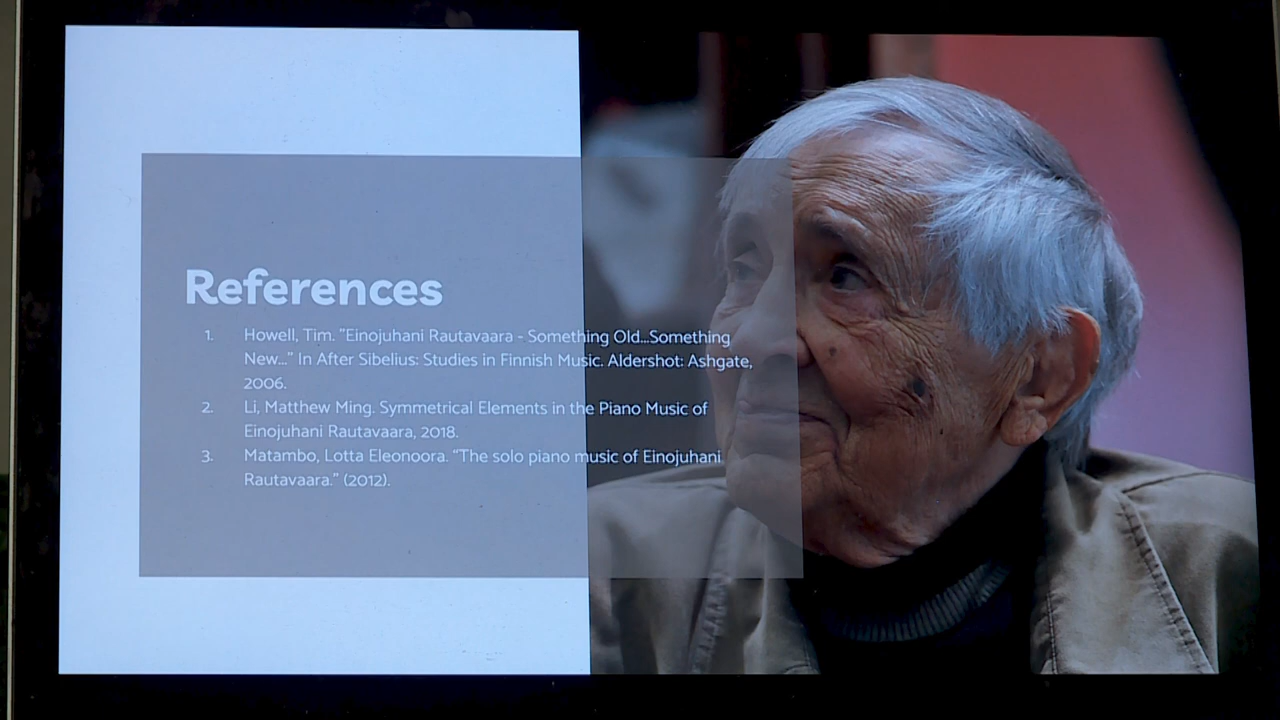 References
1. Howell, Tim. "Einojuhani Rautavaara - Something Old...Something
New..." In After Sibelius: Studies in Finnish Music. Aldershot: Ashgate,
2006.
2. Li, Matthew Ming. Symmetrical Elements in the Piano Music of
Einojuhani Rautavaara, 2018.
3. Matambo, Lotta Eleonoora. "The solo piano music of Einojuhani
Rautavaara." (2012).